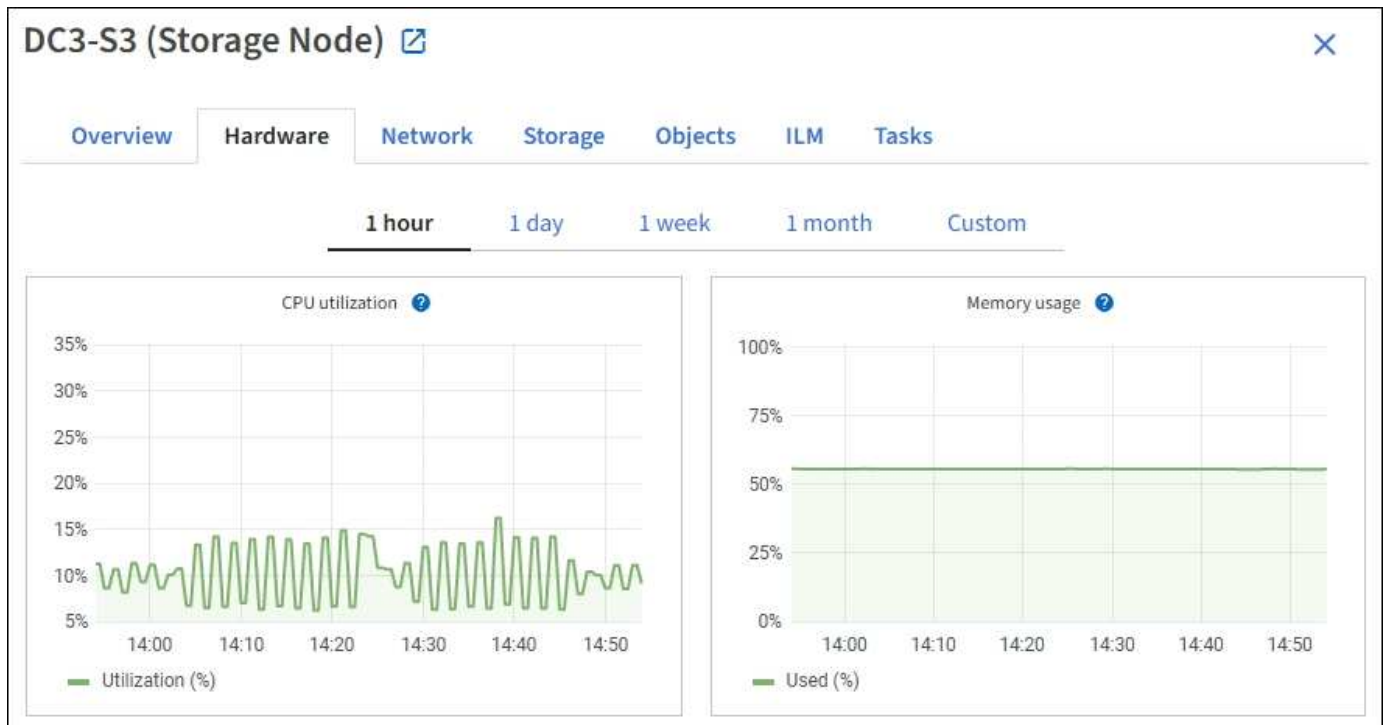 DC3-S3 (Storage Node)
Overview Hardware Network Storage Objects ILM Tasks
1 hour 1 day 1 week 1 month Custom
CPU utilization ?
35%
30%
25%
20%
15%
10%
5%
14:00 14:10 14:20 14:30 14:40 14:50
Utilization (%)
Memory usage ?
100%
75%
50%
25%
0%
14:00 14:10 14:20 14:30 14:40 14:50
Used (%)